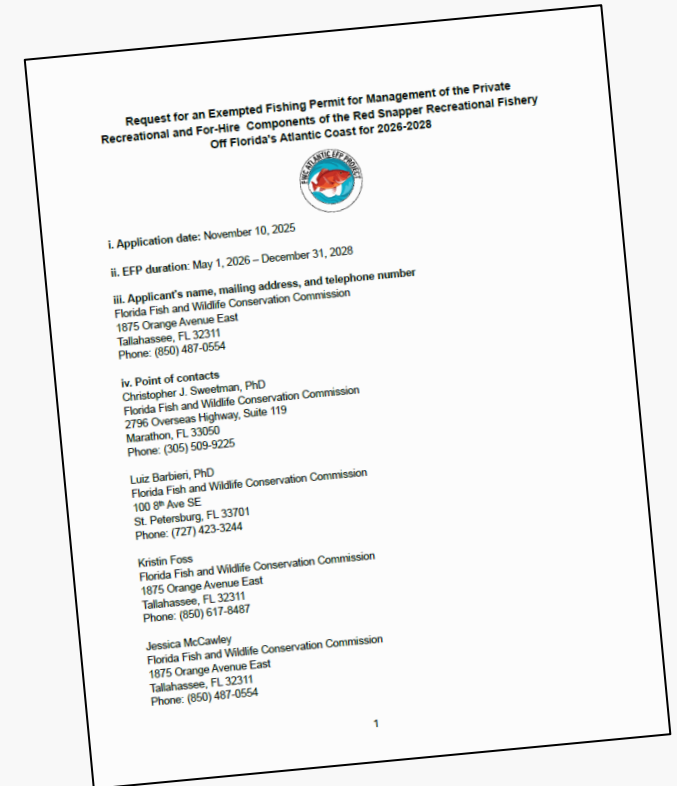 Request for an Exempted Fishing Permit for Management of the Private
Recreational and For-Hire Components of the Red Snapper Recreational Fishery
Off Florida's Atlantic Coast for 2026-2028
FWC ATLANTIC EFP PROJECT
i. Application date: November 10, 2025
ii. EFP duration: May 1, 2026 – December 31, 2028
iii. Applicant's name, mailing address, and telephone number
Florida Fish and Wildlife Conservation Commission
1875 Orange Avenue East
Tallahassee, FL 32311
Phone: (850) 487-0554
iv. Point of contacts
Christopher J. Sweetman, PhD
Florida Fish and Wildlife Conservation Commission
2796 Overseas Highway, Suite 119
Marathon, FL 33050
Phone: (305) 509-9225
Luiz Barbieri, PhD
Florida Fish and Wildlife Conservation Commission
100 8th Ave SE
St. Petersburg, FL 33701
Phone: (727) 423-3244
Kristin Foss
Florida Fish and Wildlife Conservation Commission
1875 Orange Avenue East
Tallahassee, FL 32311
Phone: (850) 617-8487
Jessica McCawley
Florida Fish and Wildlife Conservation Commission
1875 Orange Avenue East
Tallahassee, FL 32311
Phone: (850) 487-0554
1